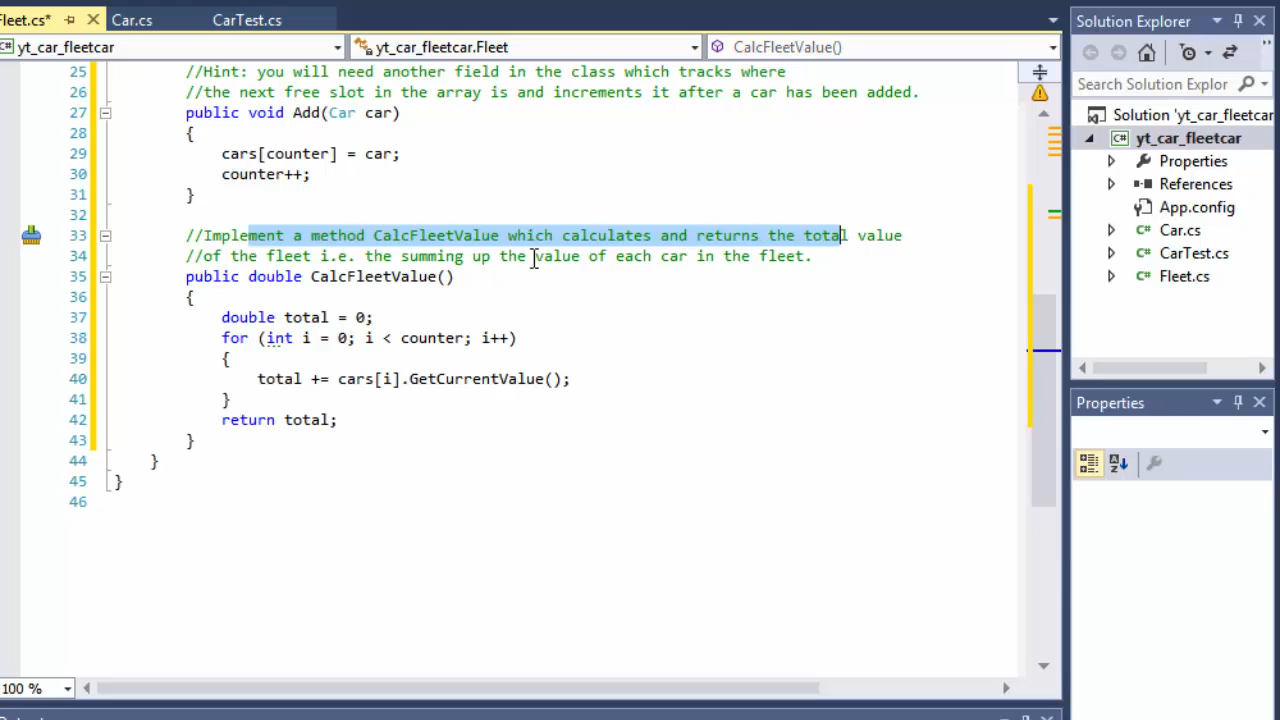 Fleet.cs*
Car.cs
CarTest.cs
yt_car_fleetcar
yt_car_fleetcar.Fleet
CalcFleetValue()
25 //Hint: you will need another field in the class which tracks where
26 //the next free slot in the array is and increments it after a car has been added.
27 public void Add(Car car)
28 {
29 cars[counter] = car;
30 counter++;
31 }
32
33 //Implement a method CalcFleetValue which calculates and returns the total value
34 //of the fleet i.e. the summing up the value of each car in the fleet.
35 public double CalcFleetValue()
36 {
37 double total = 0;
38 for (int i = 0; i < counter; i++)
39 {
40 total += cars[i].GetCurrentValue();
41 }
42 return total;
43 }
44 }
45 }
46
100 %
Solution Explorer
Search Solution Explor
Solution 'yt_car_fleetcar
C# yt_car_fleetcar
Properties
References
App.config
C# Car.cs
C# CarTest.cs
C# Fleet.cs
Properties